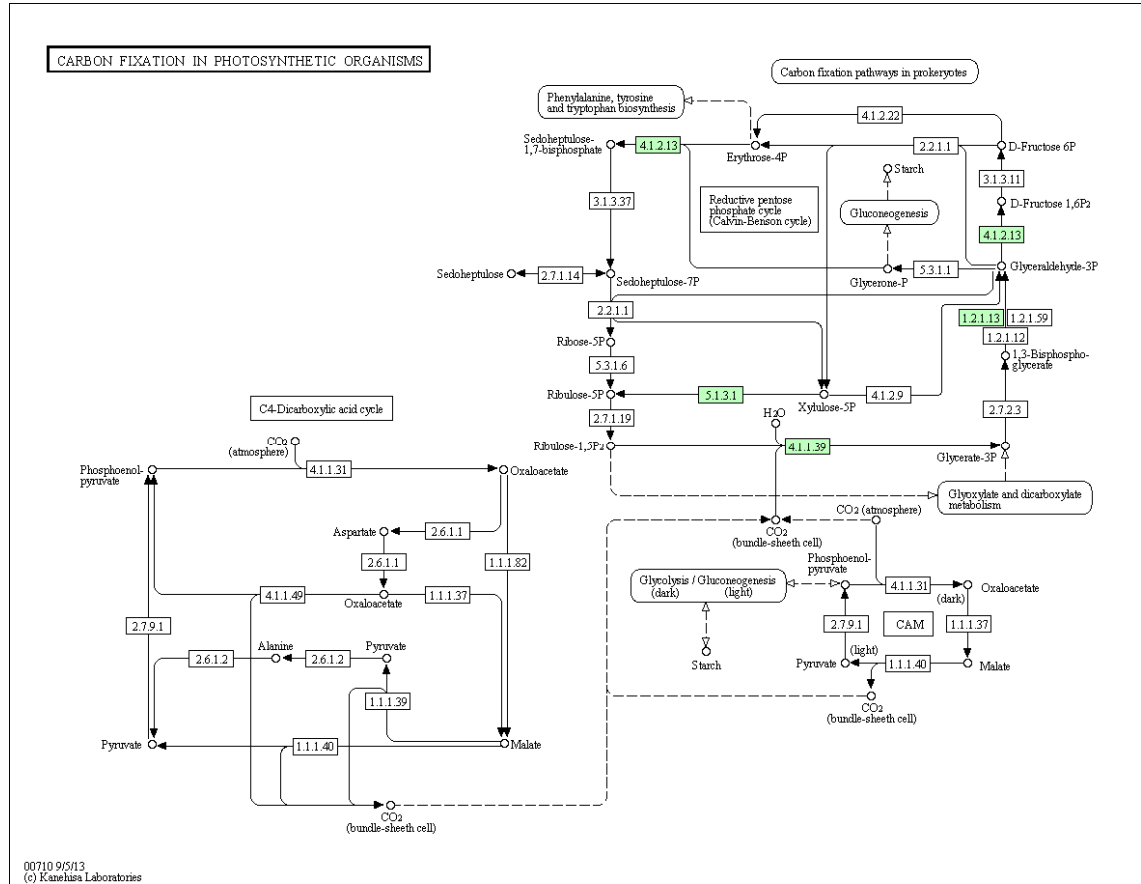 CARBON FIXATION IN PHOTOSYNTHETIC ORGANISMS
Carbon fixation pathways in prokaryotes
Phenylalanine, tyrosine
and tryptophan biosynthesis
4.1.2.22
Sedoheptulose-
1,7-bisphosphate
4.1.2.13
Erythrose-4P
2.2.1.1
D-Fructose 6P
Starch
3.1.3.11
Reductive pentose
phosphate cycle
(Calvin-Benson cycle)
3.1.3.37
Gluconeogenesis
D-Fructose 1,6P2
4.1.2.13
Sedoheptulose
2.7.1.14
Sedoheptulose-7P
Glycerone-P
5.3.1.1
Glyceraldehyde-3P
2.2.1.1
1.2.1.13
1.2.1.59
1.2.1.12
Ribose-5P
1,3-Bisphospho-
glycerate
5.3.1.6
Ribulose-5P
5.1.3.1
Xylulose-5P
4.1.2.9
C4-Dicarboxylic acid cycle
2.7.1.19
H2O
2.7.2.3
Ribulose-1,5P2
4.1.1.39
Glycerate-3P
CO2
(atmosphere)
Phosphoenol-
pyruvate
4.1.1.31
Oxaloacetate
Glyoxylate and dicarboxylate
metabolism
CO2 (atmosphere)
CO2
(bundle-sheeth cell)
Aspartate
2.6.1.1
2.6.1.1
1.1.1.82
Phosphoenol-
pyruvate
Glycolysis / Gluconeogenesis
(dark) (light)
4.1.1.31
Oxaloacetate
(dark)
4.1.1.49
Oxaloacetate
1.1.1.37
2.7.9.1
2.7.9.1
CAM
1.1.1.37
Alanine
Pyruvate
2.6.1.2
2.6.1.2
Starch
(light)
Pyruvate
1.1.1.40
Malate
1.1.1.39
CO2
(bundle-sheeth cell)
Pyruvate
1.1.1.40
Malate
CO2
(bundle-sheeth cell)
00710 9/5/13
(c) Kanehisa Laboratories